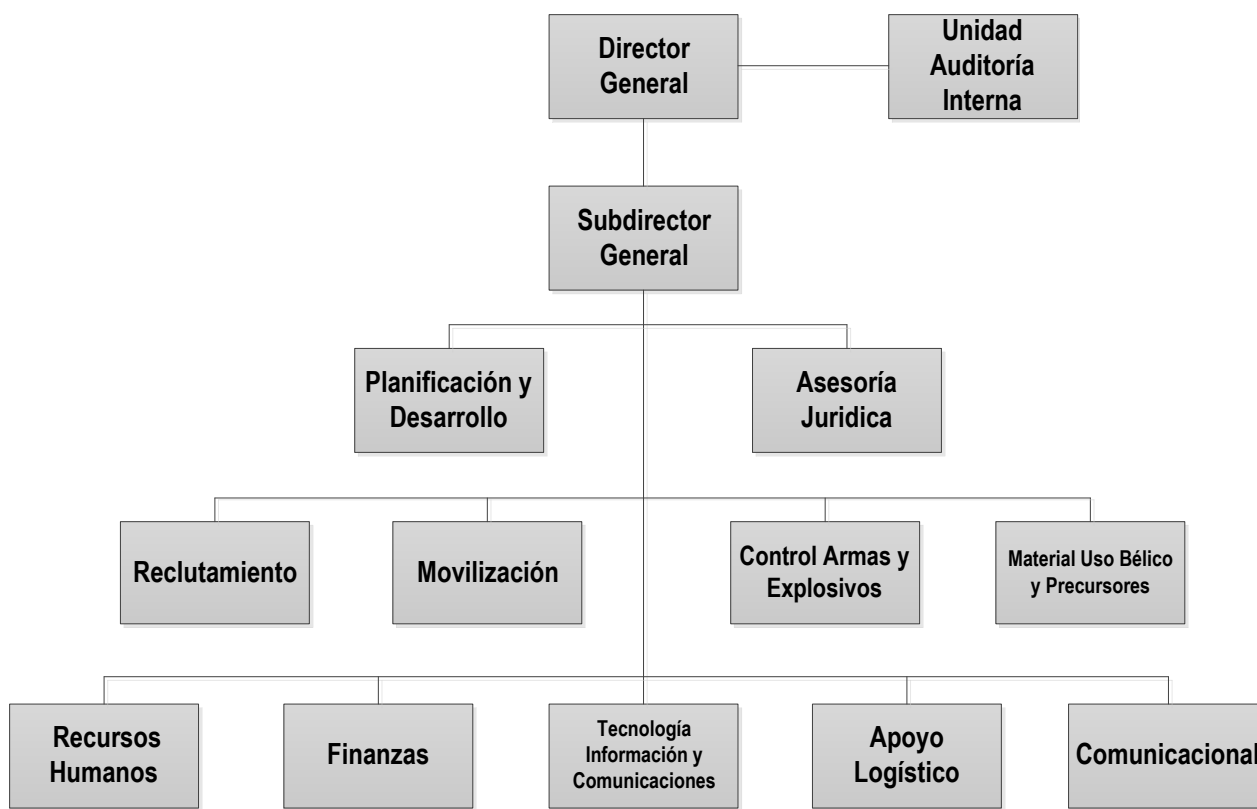 Director
General
Unidad
Auditoría
Interna
Subdirector
General
Planificación y
Desarrollo
Asesoría
Juridica
Reclutamiento
Movilización
Control Armas y
Explosivos
Material Uso Bélico
y Precursores
Recursos
Humanos
Finanzas
Tecnología
Información y
Comunicaciones
Apoyo
Logístico
Comunicacional